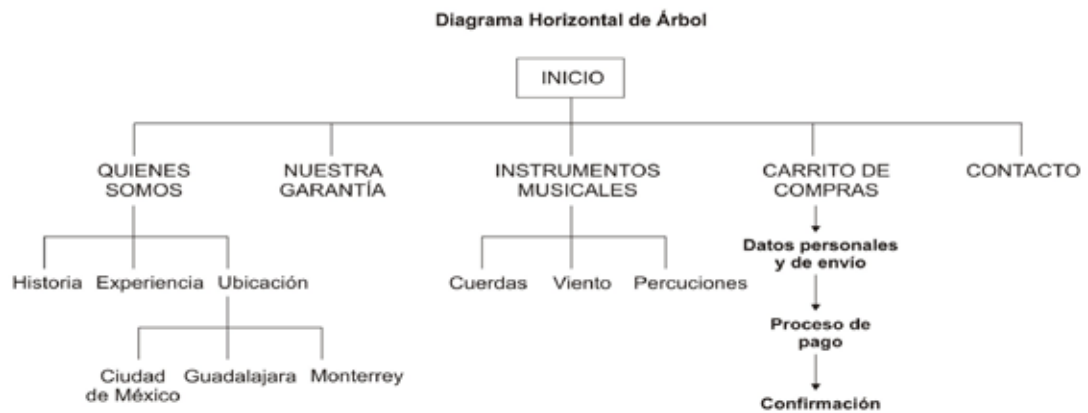 Diagrama Horizontal de Árbol
INICIO
QUIENES
SOMOS
NUESTRA
GARANTÍA
INSTRUMENTOS
MUSICALES
CARRITO DE
COMPRAS
CONTACTO
Historia
Experiencia
Ubicación
Ciudad
de México
Guadalajara
Monterrey
Cuerdas
Viento
Percuciones
Datos personales
y de envío
Proceso de
pago
Confirmación